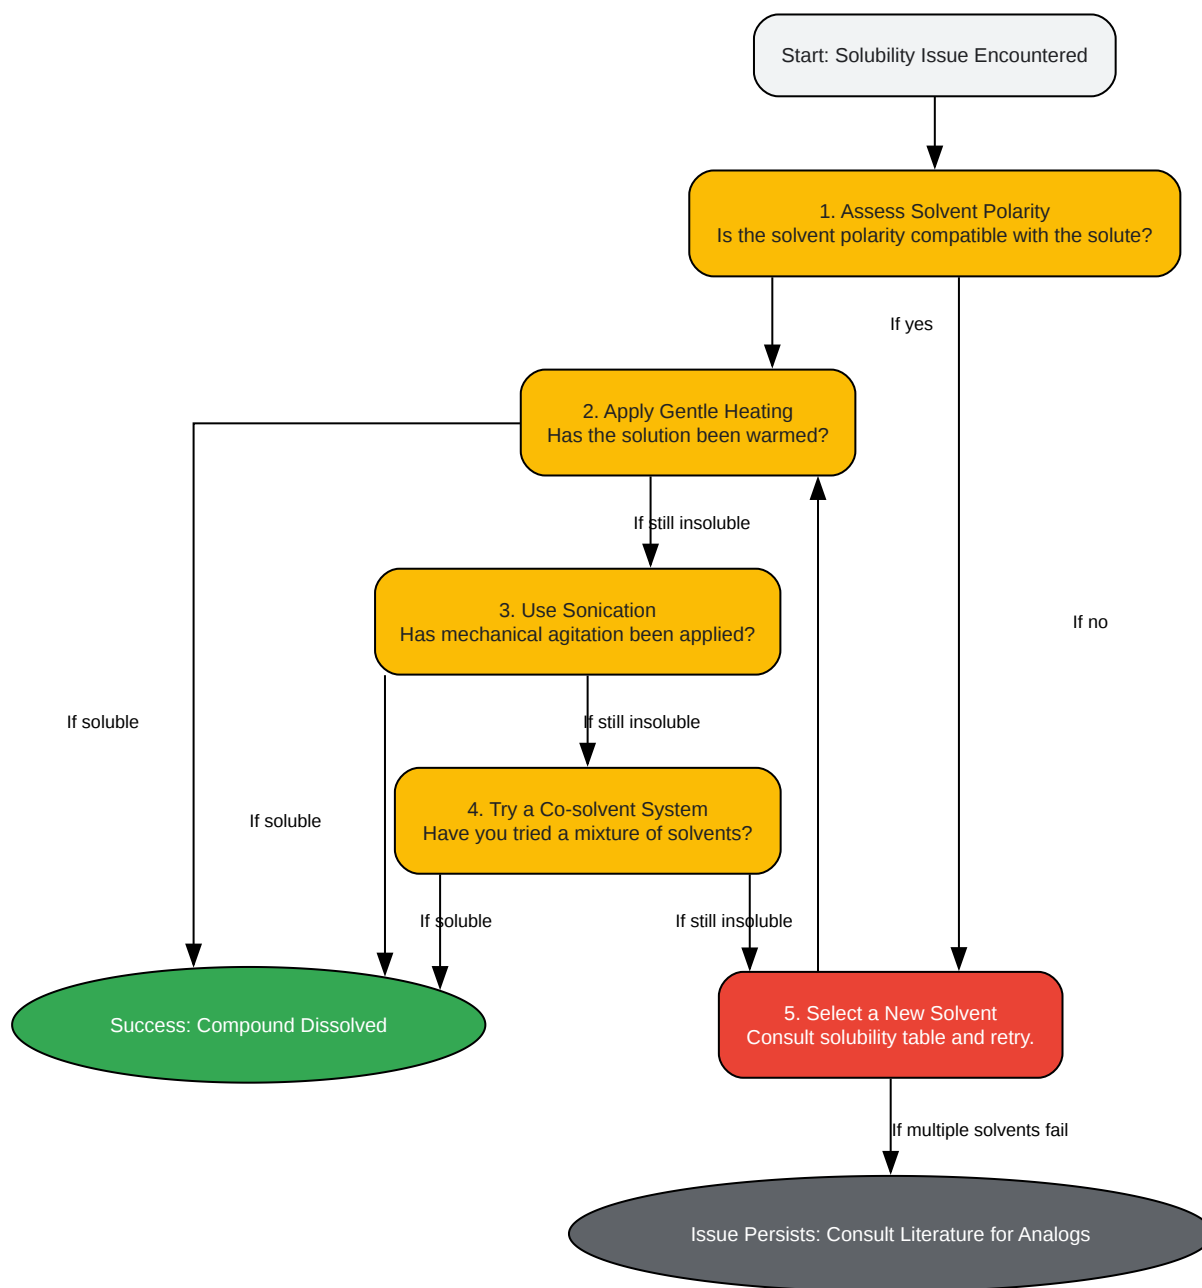 Start: Solubility Issue Encountered
1. Assess Solvent Polarity
Is the solvent polarity compatible with the solute?
If yes
2. Apply Gentle Heating
Has the solution been warmed?
If still insoluble
3. Use Sonication
Has mechanical agitation been applied?
If no
If soluble
If still insoluble
4. Try a Co-solvent System
Have you tried a mixture of solvents?
If soluble
If soluble
If still insoluble
Success: Compound Dissolved
5. Select a New Solvent
Consult solubility table and retry.
If multiple solvents fail
Issue Persists: Consult Literature for Analogs